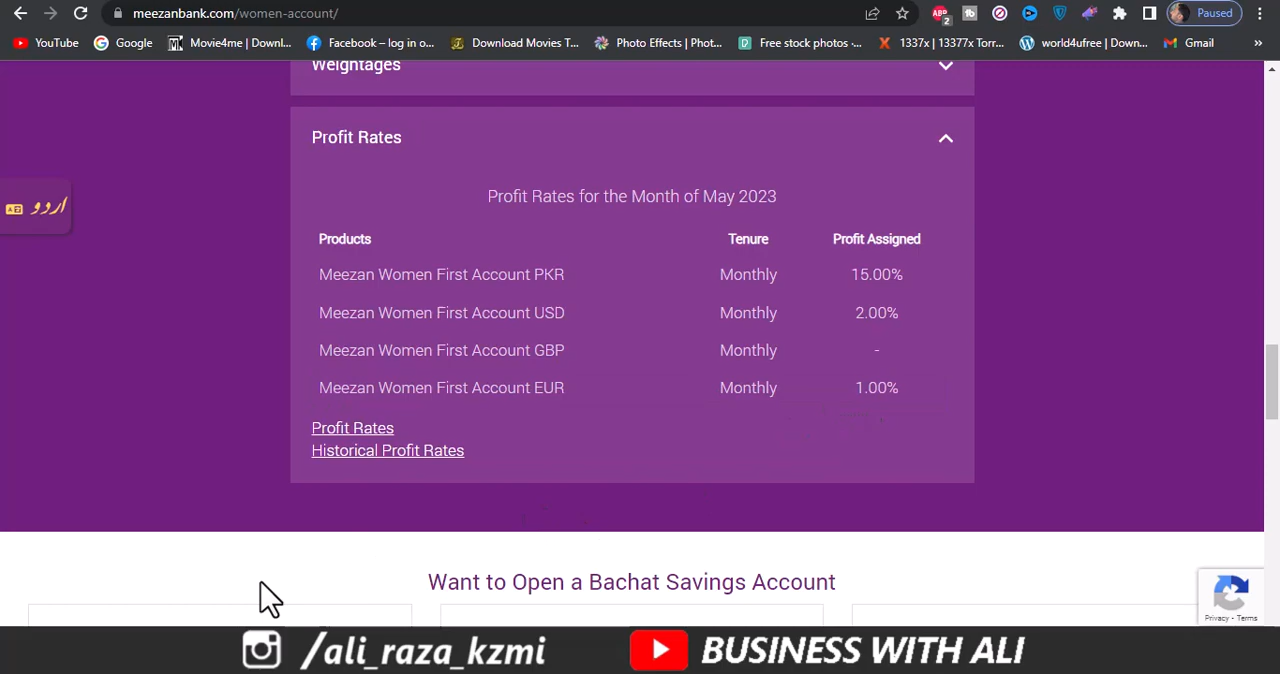 meezanbank.com/women-account/
ABP
2
tb
Paused
YouTube
Google
Movie4me | Downl...
Facebook – log in o...
Download Movies T...
Photo Effects | Phot...
Free stock photos -...
1337x | 13377x Torr...
world4ufree | Down...
Gmail
»
Weightages
Profit Rates
اردو
Profit Rates for the Month of May 2023
Products Tenure Profit Assigned
Meezan Women First Account PKR Monthly 15.00%
Meezan Women First Account USD Monthly 2.00%
Meezan Women First Account GBP Monthly -
Meezan Women First Account EUR Monthly 1.00%
Profit Rates
Historical Profit Rates
Want to Open a Bachat Savings Account
Privacy • Terms
/ali_raza_kzmi
BUSINESS WITH ALI